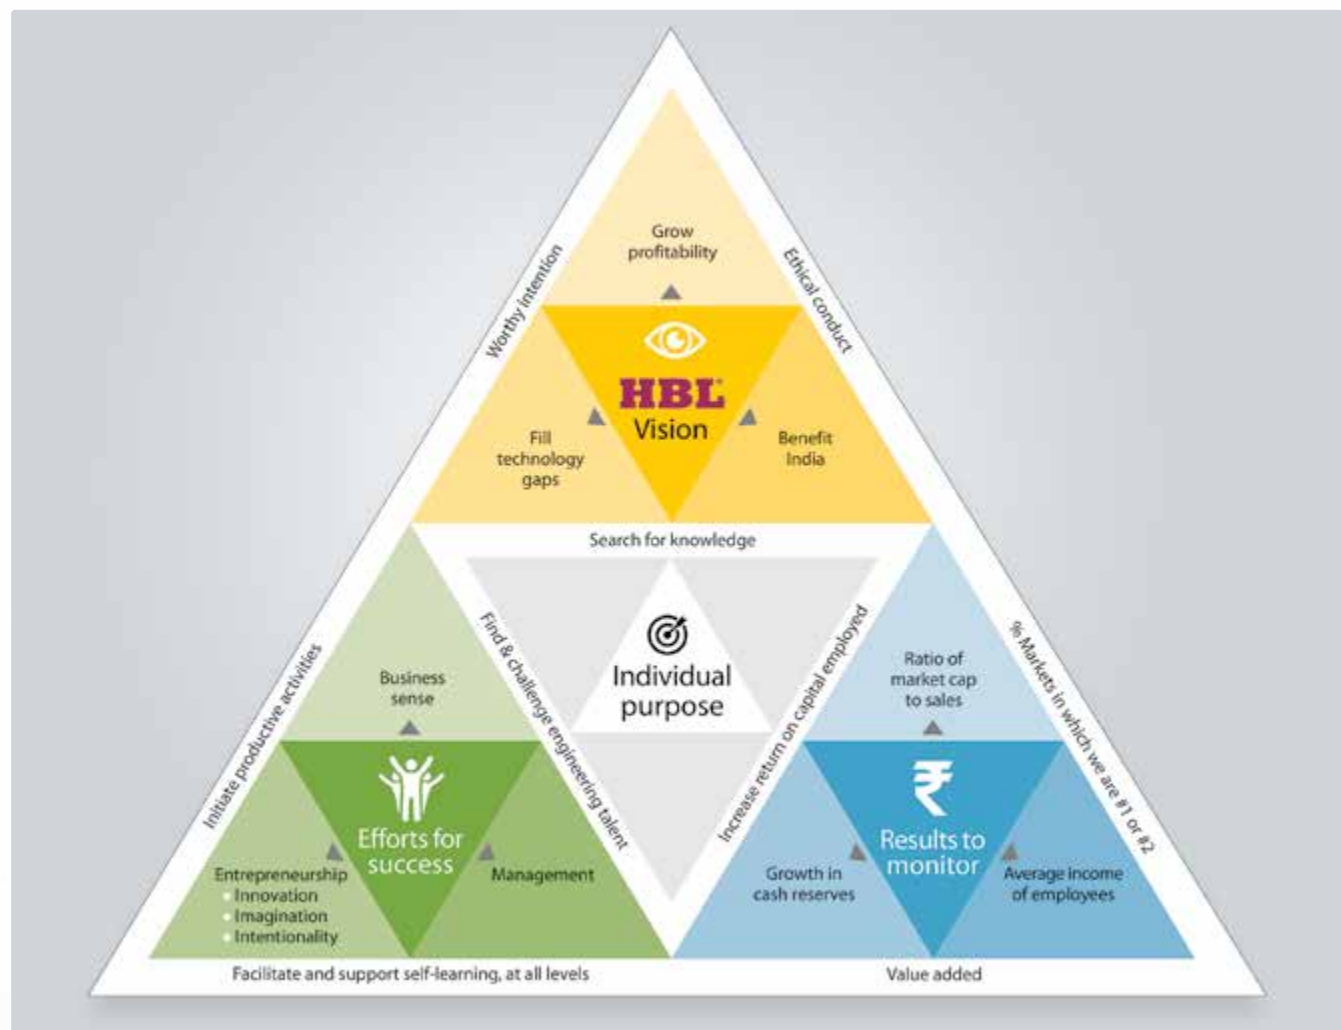 Grow
profitability
Worthy intention
Ethical conduct
HBL
Vision
Fill
technology
gaps
Benefit
India
Search for knowledge
Individual
purpose
Find & challenge engineering talent
Increase return on capital employed
Initiate productive activities
Business
sense
Efforts for
success
Entrepreneurship
• Innovation
• Imagination
• Intentionality
Management
Facilitate and support self-learning, at all levels
% Markets in which we are #1 or #2
Ratio of
market cap
to sales
₹
Results to
monitor
Growth in
cash reserves
Average income
of employees
Value added